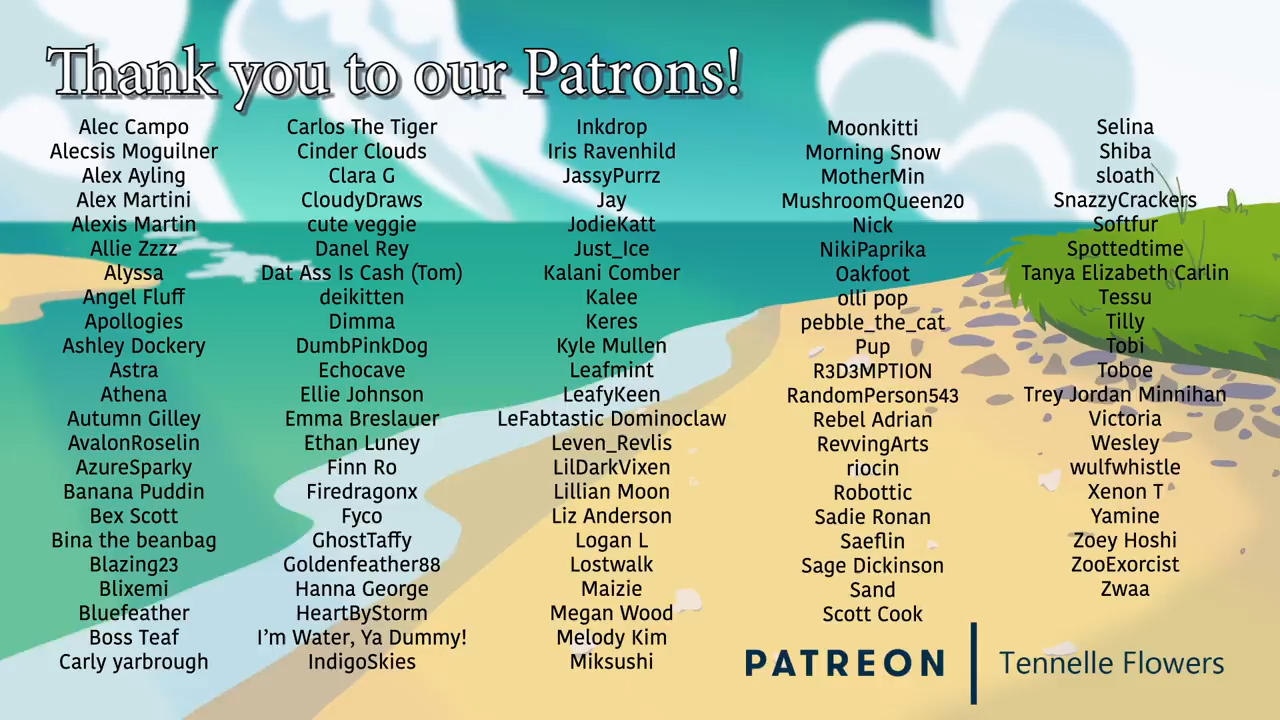 Thank you to our Patrons!
Alec Campo
Alecsis Moguilner
Alex Ayling
Alex Martini
Alexis Martin
Allie Zzzz
Alyssa
Angel Fluff
Apollogies
Ashley Dockery
Astra
Athena
Autumn Gilley
AvalonRoselin
AzureSparky
Banana Puddin
Bex Scott
Bina the beanbag
Blazing23
Blixemi
Bluefeather
Boss Teaf
Carly yarbrough
Carlos The Tiger
Cinder Clouds
Clara G
CloudyDraws
cute veggie
Danel Rey
Dat Ass Is Cash (Tom)
deikitten
Dimma
DumbPinkDog
Echocave
Ellie Johnson
Emma Breslauer
Ethan Luney
Finn Ro
Firedragonx
Fyco
GhostTaffy
Goldenfeather88
Hanna George
HeartByStorm
I'm Water, Ya Dummy!
IndigoSkies
Inkdrop
Iris Ravenhild
JassyPurrz
Jay
JodieKatt
Just_Ice
Kalani Comber
Kalee
Keres
Kyle Mullen
Leafmint
LeafyKeen
LeFabtastic Dominoclaw
Leven_Revlis
LilDarkVixen
Lillian Moon
Liz Anderson
Logan L
Lostwalk
Maizie
Megan Wood
Melody Kim
Miksushi
Moonkitti
Morning Snow
MotherMin
MushroomQueen20
Nick
NikiPaprika
Oakfoot
olli pop
pebble_the_cat
Pup
R3D3MPTION
RandomPerson543
Rebel Adrian
RevvingArts
riocin
Robottic
Sadie Ronan
Saeflin
Sage Dickinson
Sand
Scott Cook
Selina
Shiba
sloath
SnazzyCrackers
Softfur
Spottedtime
Tanya Elizabeth Carlin
Tessu
Tilly
Tobi
Toboe
Trey Jordan Minnihan
Victoria
Wesley
wulfwhistle
Xenon T
Yamine
Zoey Hoshi
ZooExorcist
Zwaa
PATREON | Tennelle Flowers